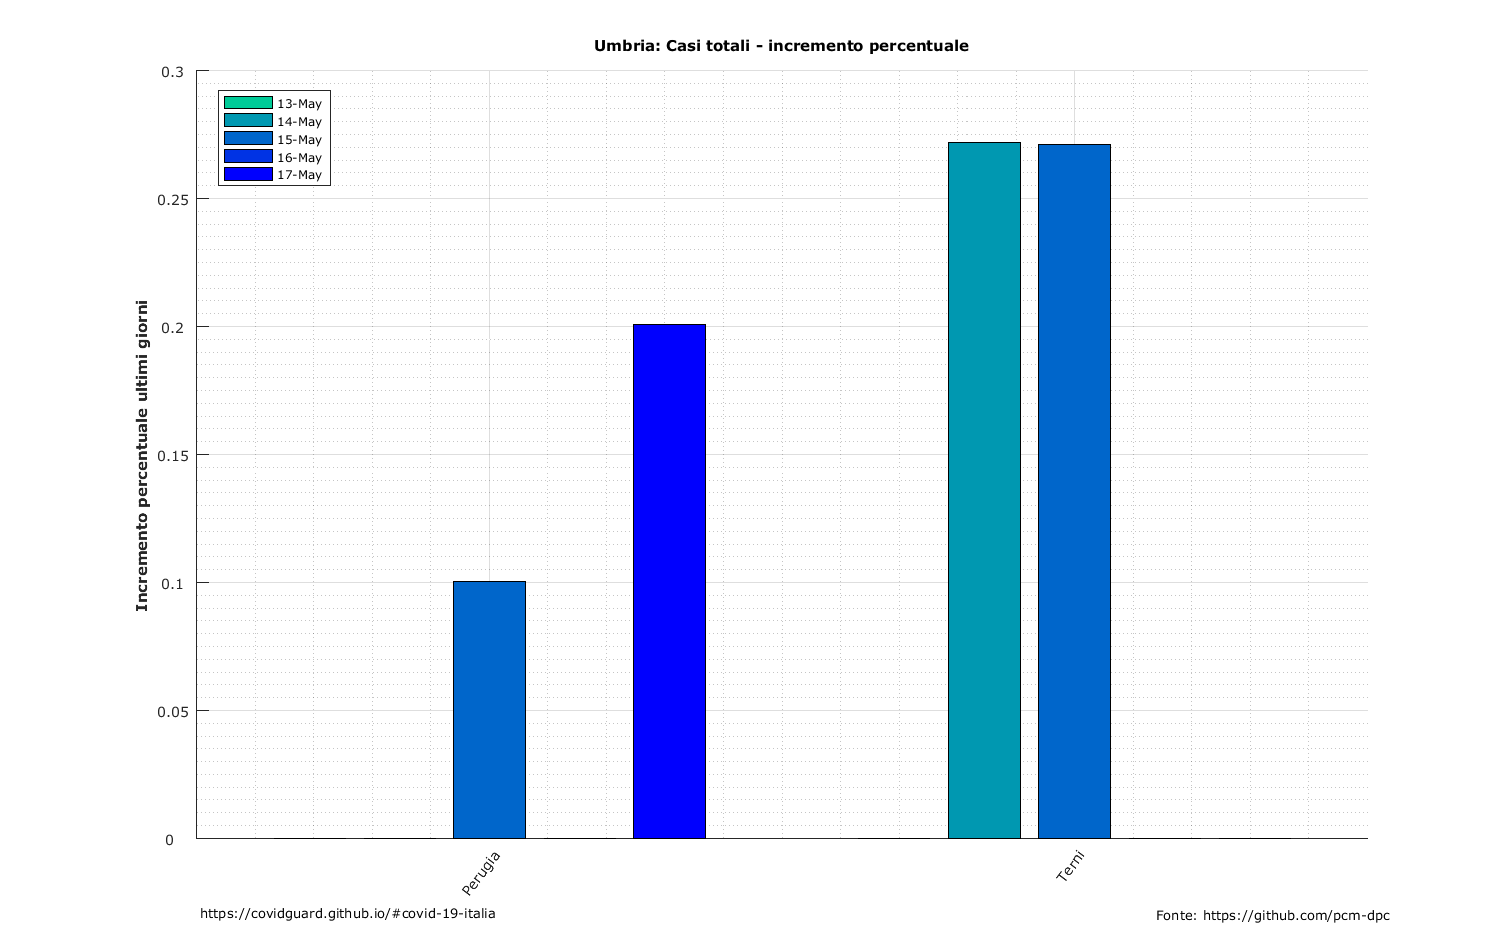 Umbria: Casi totali - incremento percentuale
0.3
0.25
0.2
0.15
0.1
0.05
0
Incremento percentuale ultimi giorni
13-May
14-May
15-May
16-May
17-May
Perugia
Terni
https://covidguard.github.io/#covid-19-italia
Fonte: https://github.com/pcm-dpc